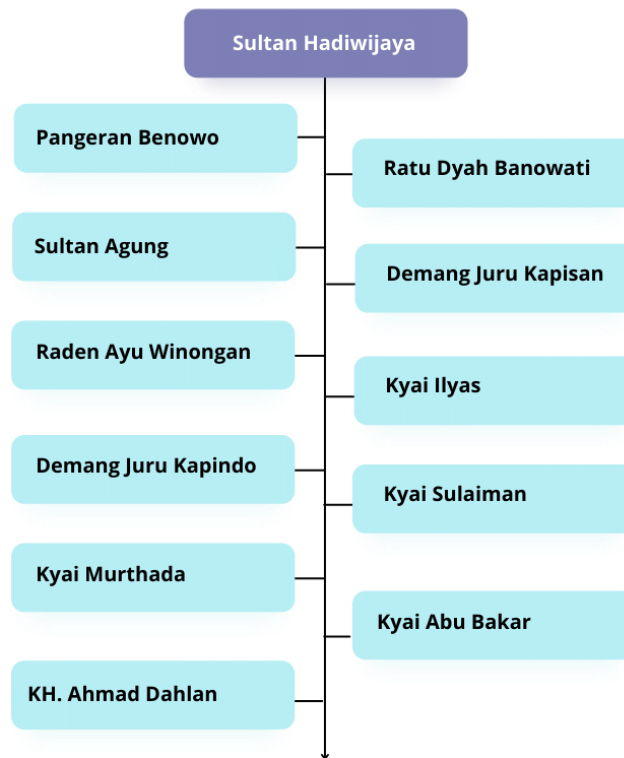 Sultan Hadiwijaya
Pangeran Benowo
Ratu Dyah Banowati
Sultan Agung
Demang Juru Kapisan
Raden Ayu Winongan
Kyai Ilyas
Demang Juru Kapindo
Kyai Sulaiman
Kyai Murthada
Kyai Abu Bakar
KH. Ahmad Dahlan